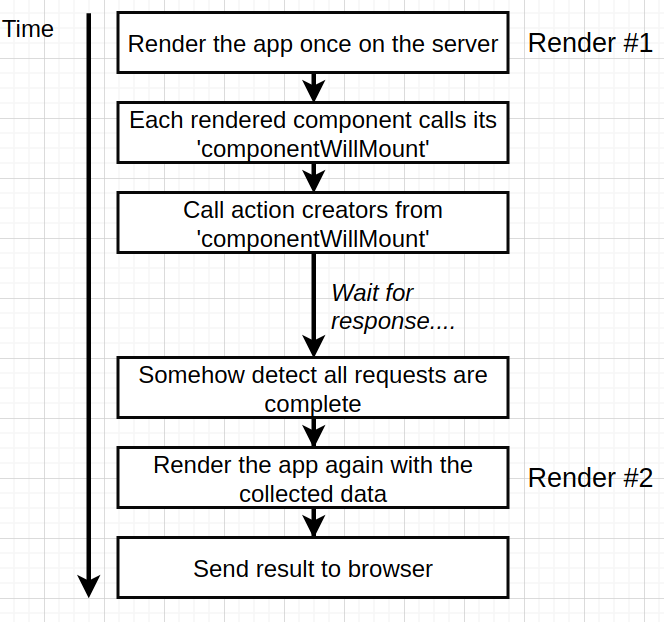 Time
Render the app once on the server
Render #1
Each rendered component calls its
'componentWillMount'
Call action creators from
'componentWillMount'
Wait for
response....
Somehow detect all requests are
complete
Render the app again with the
collected data
Render #2
Send result to browser